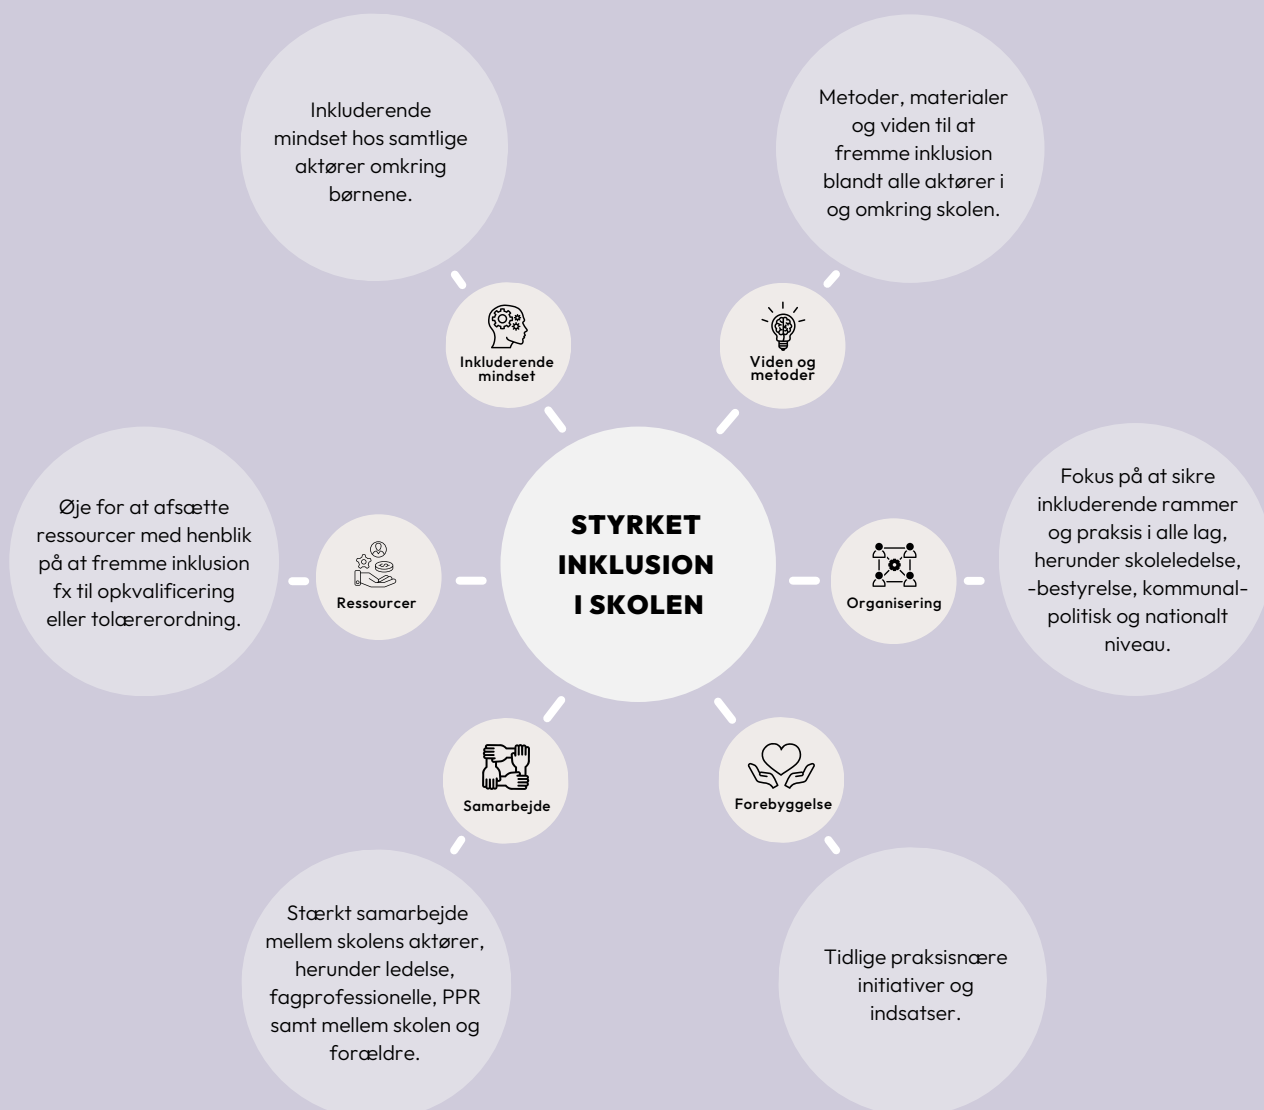 Inkluderende
mindset hos samtlige
aktører omkring
børnene.
Metoder, materialer
og viden til at
fremme inklusion
blandt alle aktører i
og omkring skolen.
Inkluderende
mindset
Viden og
metoder
Øje for at afsætte
ressourcer med henblik
på at fremme inklusion
fx til opkvalificering
eller tolærerordning.
Ressourcer
STYRKET
INKLUSION
I SKOLEN
Organisering
Fokus på at sikre
inkluderende rammer
og praksis i alle lag,
herunder skoleledelse,
-bestyrelse, kommunal-
politisk og nationalt
niveau.
Samarbejde
Forebyggelse
Stærkt samarbejde
mellem skolens aktører,
herunder ledelse,
fagprofessionelle, PPR
samt mellem skolen og
forældre.
Tidlige praksisnære
initiativer og
indsatser.